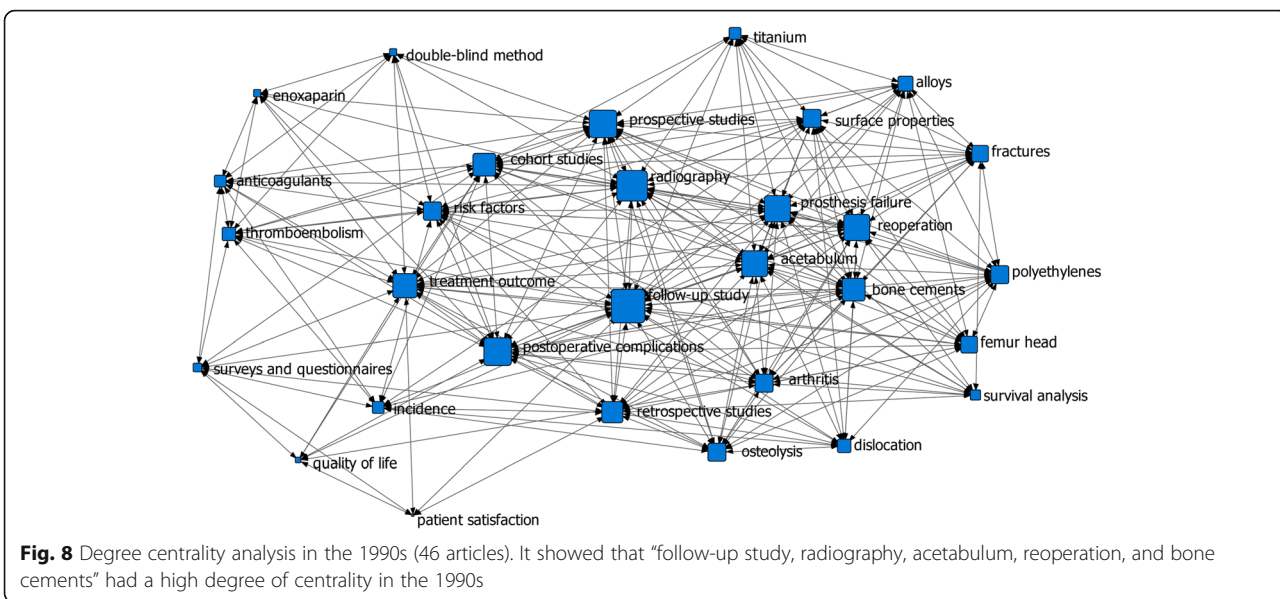 titanium
double-blind method
alloys
enoxaparin
prospective studies
surface properties
fractures
cohort studies
radiography
anticoagulants
prosthesis failure
risk factors
reoperation
thromboembolism
acetabulum
polyethylenes
treatment outcome
bone cements
follow-up study
femur head
postoperative complications
surveys and questionnaires
arthritis
survival analysis
incidence
retrospective studies
dislocation
osteolysis
quality of life
patient satisfaction
Fig. 8 Degree centrality analysis in the 1990s (46 articles). It showed that “follow-up study, radiography, acetabulum, reoperation, and bone
cements” had a high degree of centrality in the 1990s